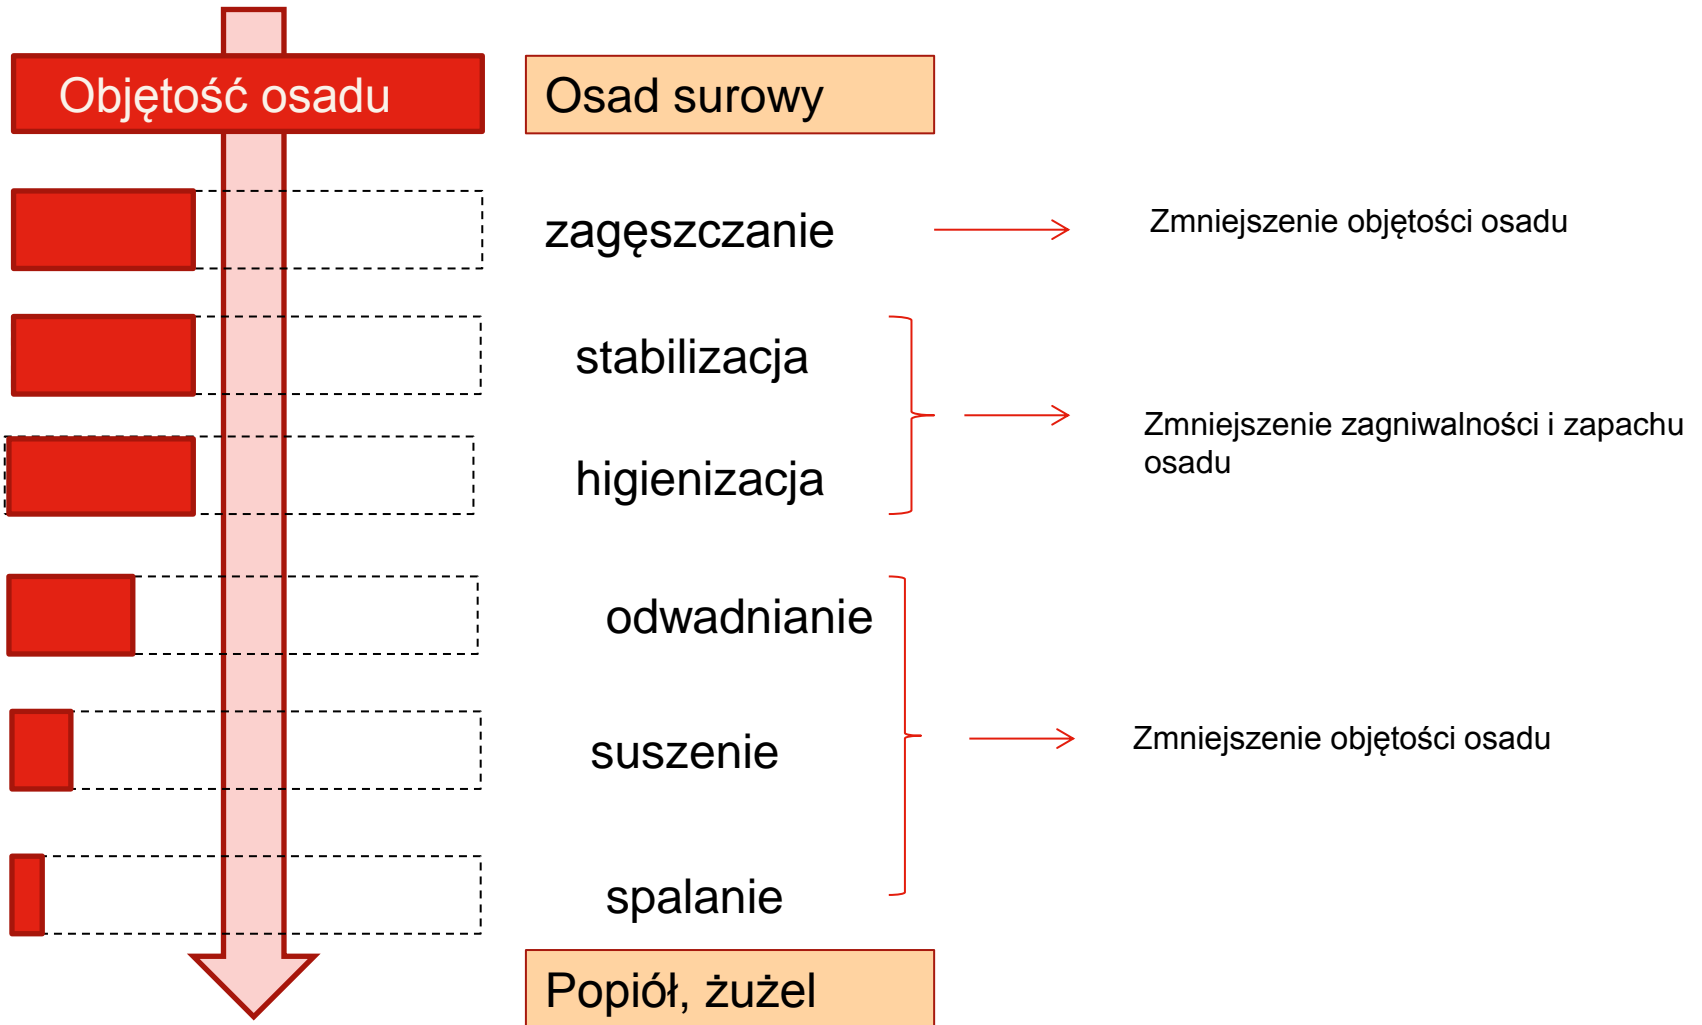 Objętość osadu
Osad surowy
zagęszczanie
Zmniejszenie objętości osadu
stabilizacja
Zmniejszenie zagniwalności i zapachu
osadu
higienizacja
odwadnianie
suszenie
Zmniejszenie objętości osadu
spalanie
Popiół, żużel